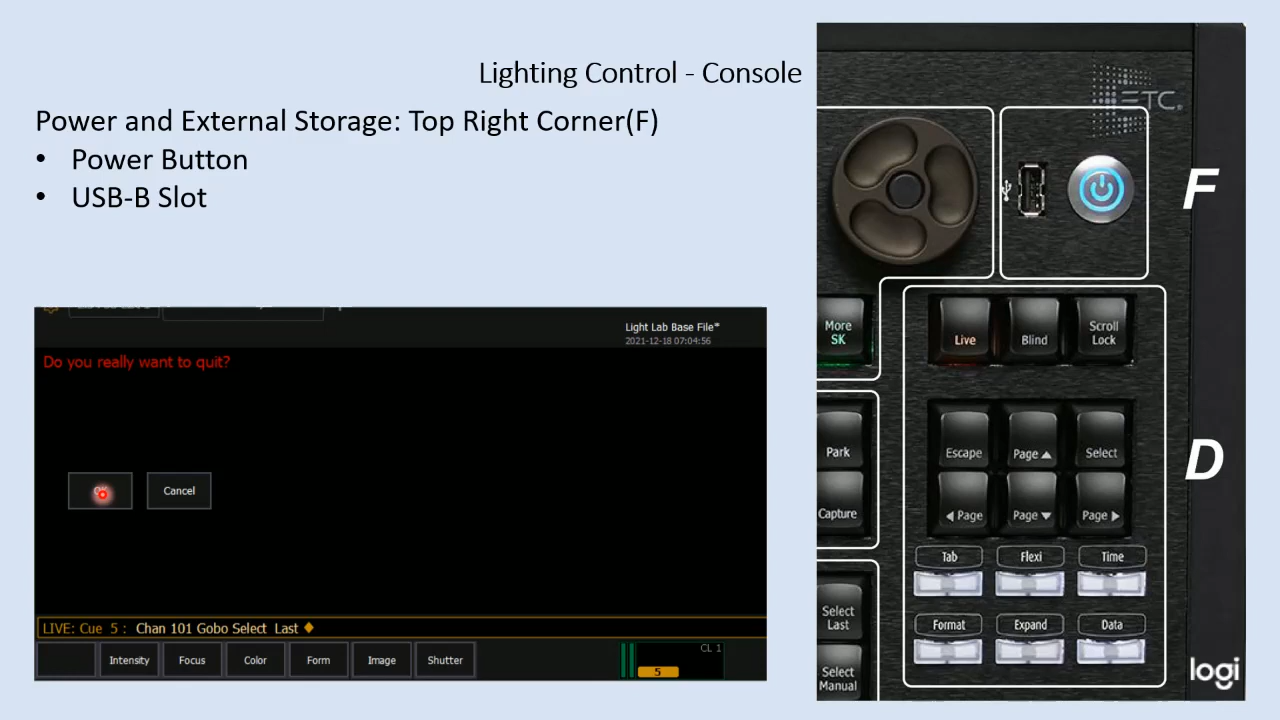 Lighting Control - Console
Power and External Storage: Top Right Corner(F)
• Power Button
• USB-B Slot
Light Lab Base File*
2021-12-18 07:04:56
Do you really want to quit?
Cancel
LIVE: Cue 5 : Chan 101 Gobo Select Last ♦
Intensity Focus Color Form Image Shutter
CL 1
5
ETC®
F
More
SK
Live Blind Scroll
Lock
Park
Capture
Escape Page▲ Select
◀Page Page▼ Page▶
D
Tab Flexi Time
Format Expand Data
Select
Last
Select
Manual
logi